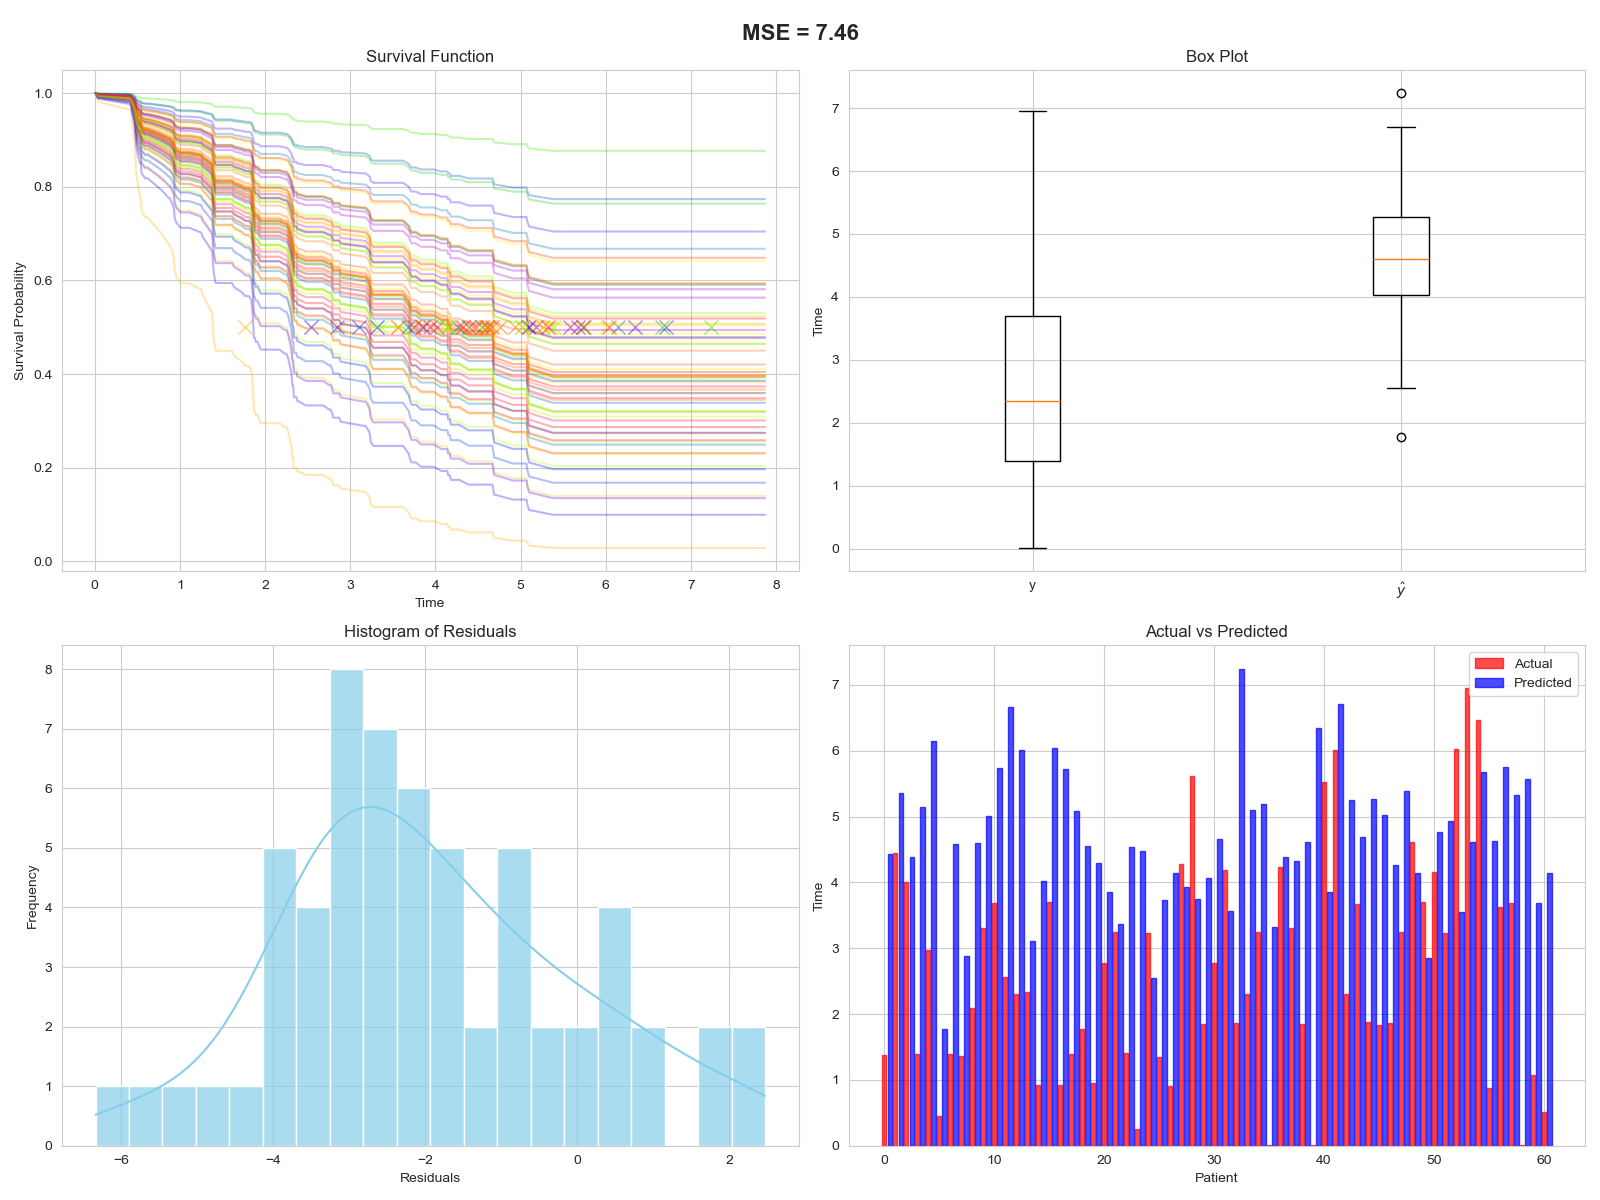 MSE = 7.46
Survival Function
Survival Probability
1.0
0.8
0.6
0.4
0.2
0.0
0 1 2 3 4 5 6 7 8
Time
Box Plot
Time
7
6
5
4
3
2
1
0
y ŷ
Histogram of Residuals
Frequency
8
7
6
5
4
3
2
1
0
−6 −4 −2 0 2
Residuals
Actual vs Predicted
Actual
Predicted
Time
7
6
5
4
3
2
1
0
0 10 20 30 40 50 60
Patient